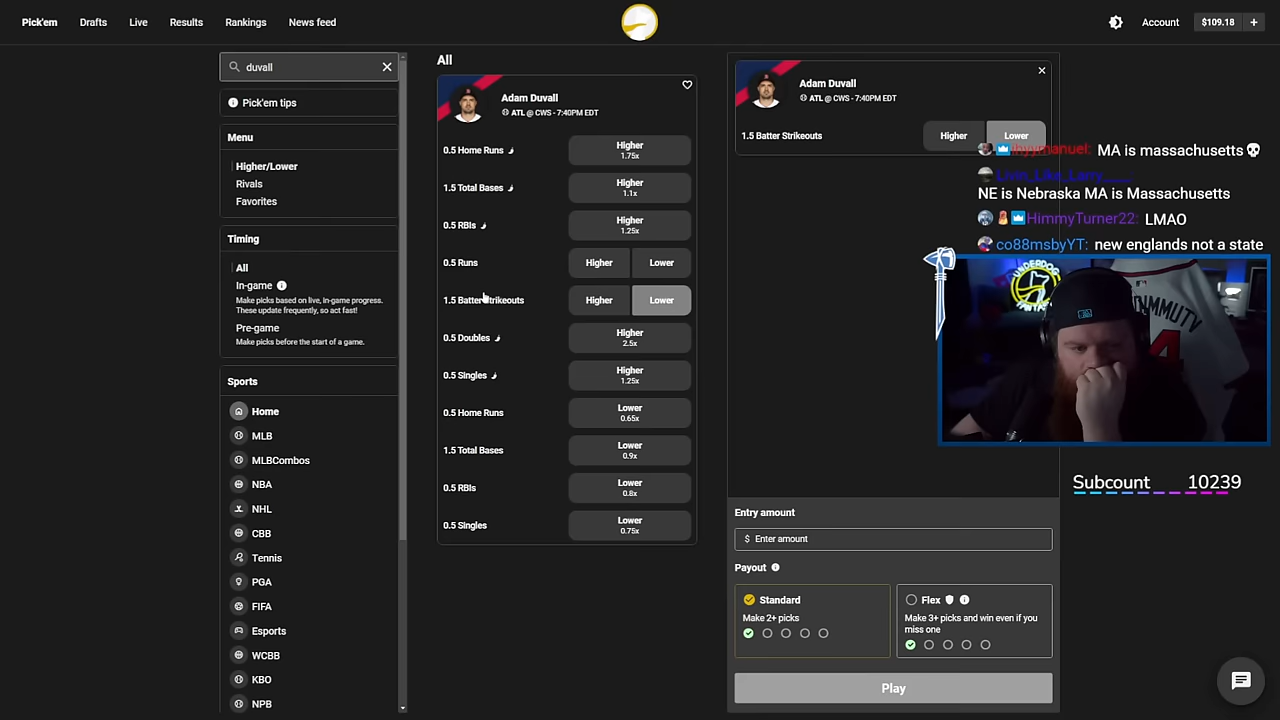 Pick'em
Drafts
Live
Results
Rankings
News feed
Account
$109.18 +
duvall
Pick'em tips
Menu
Higher/Lower
Rivals
Favorites
Timing
All
In-game
Make picks based on live, in-game progress.
These update frequently, so act fast!
Pre-game
Make picks before the start of a game.
Sports
Home
MLB
MLBCombos
NBA
NHL
CBB
Tennis
PGA
FIFA
Esports
WCBB
KBO
NPB
All
Adam Duvall
ATL @ CWS - 7:40PM EDT
0.5 Home Runs
Higher
1.75x
1.5 Total Bases
Higher
1.1x
0.5 RBIs
Higher
1.25x
0.5 Runs
Higher
Lower
1.5 Batter Strikeouts
Higher
Lower
0.5 Doubles
Higher
2.5x
0.5 Singles
Higher
1.25x
0.5 Home Runs
Lower
0.65x
1.5 Total Bases
Lower
0.9x
0.5 RBIs
Lower
0.8x
0.5 Singles
Lower
0.75x
Adam Duvall
ATL @ CWS - 7:40PM EDT
1.5 Batter Strikeouts
Higher
Lower
Entry amount
$ Enter amount
Payout
Standard
Make 2+ picks
Flex
Make 3+ picks and win even if you
miss one
Play
MA is massachusetts
NE is Nebraska MA is Massachusetts
HimmyTurner22: LMAO
co88msbyYT: new englands not a state
UNDERDOG
4
Subcount 10239